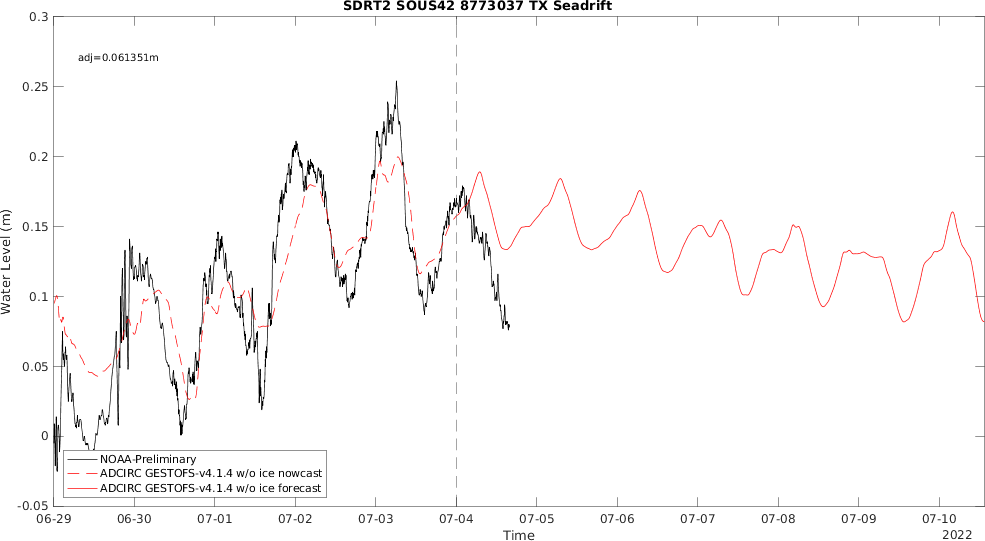 SDRT2 SOUS42 8773037 TX Seadrift
adj=0.061351m
Water Level (m)
0.3
0.25
0.2
0.15
0.1
0.05
0
-0.05
NOAA-Preliminary
ADCIRC GESTOFS-v4.1.4 w/o ice nowcast
ADCIRC GESTOFS-v4.1.4 w/o ice forecast
06-29 06-30 07-01 07-02 07-03 07-04 07-05 07-06 07-07 07-08 07-09 07-10
Time
2022